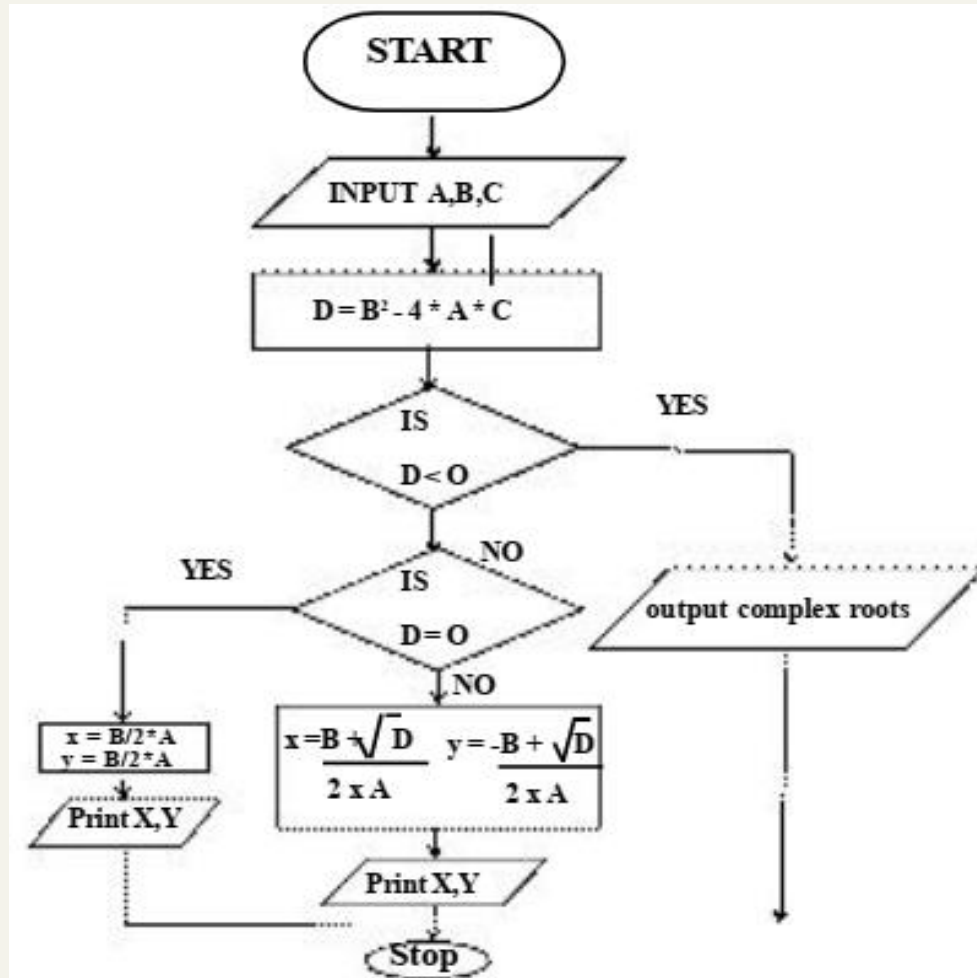 START
INPUT A,B,C
D = B² - 4 * A * C
IS
D < O
YES
NO
IS
D = O
YES
output complex roots
NO
x = B/2*A
y = B/2*A
Print X,Y
x = B + √D
2 x A
y = -B + √D
2 x A
Print X,Y
Stop